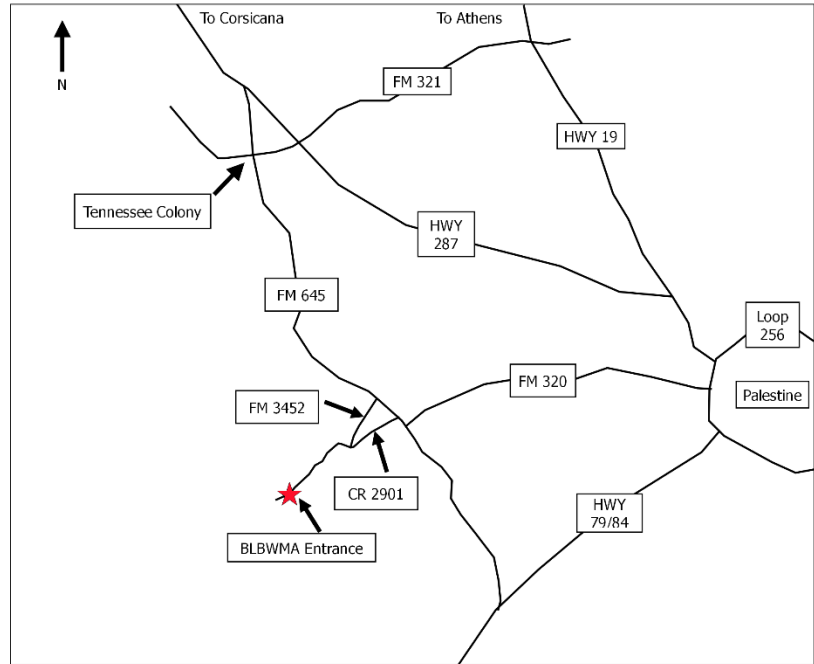 To Corsicana
To Athens
N
FM 321
HWY 19
Tennessee Colony
HWY
287
FM 645
Loop
256
FM 320
Palestine
FM 3452
CR 2901
HWY
79/84
BLBWMA Entrance